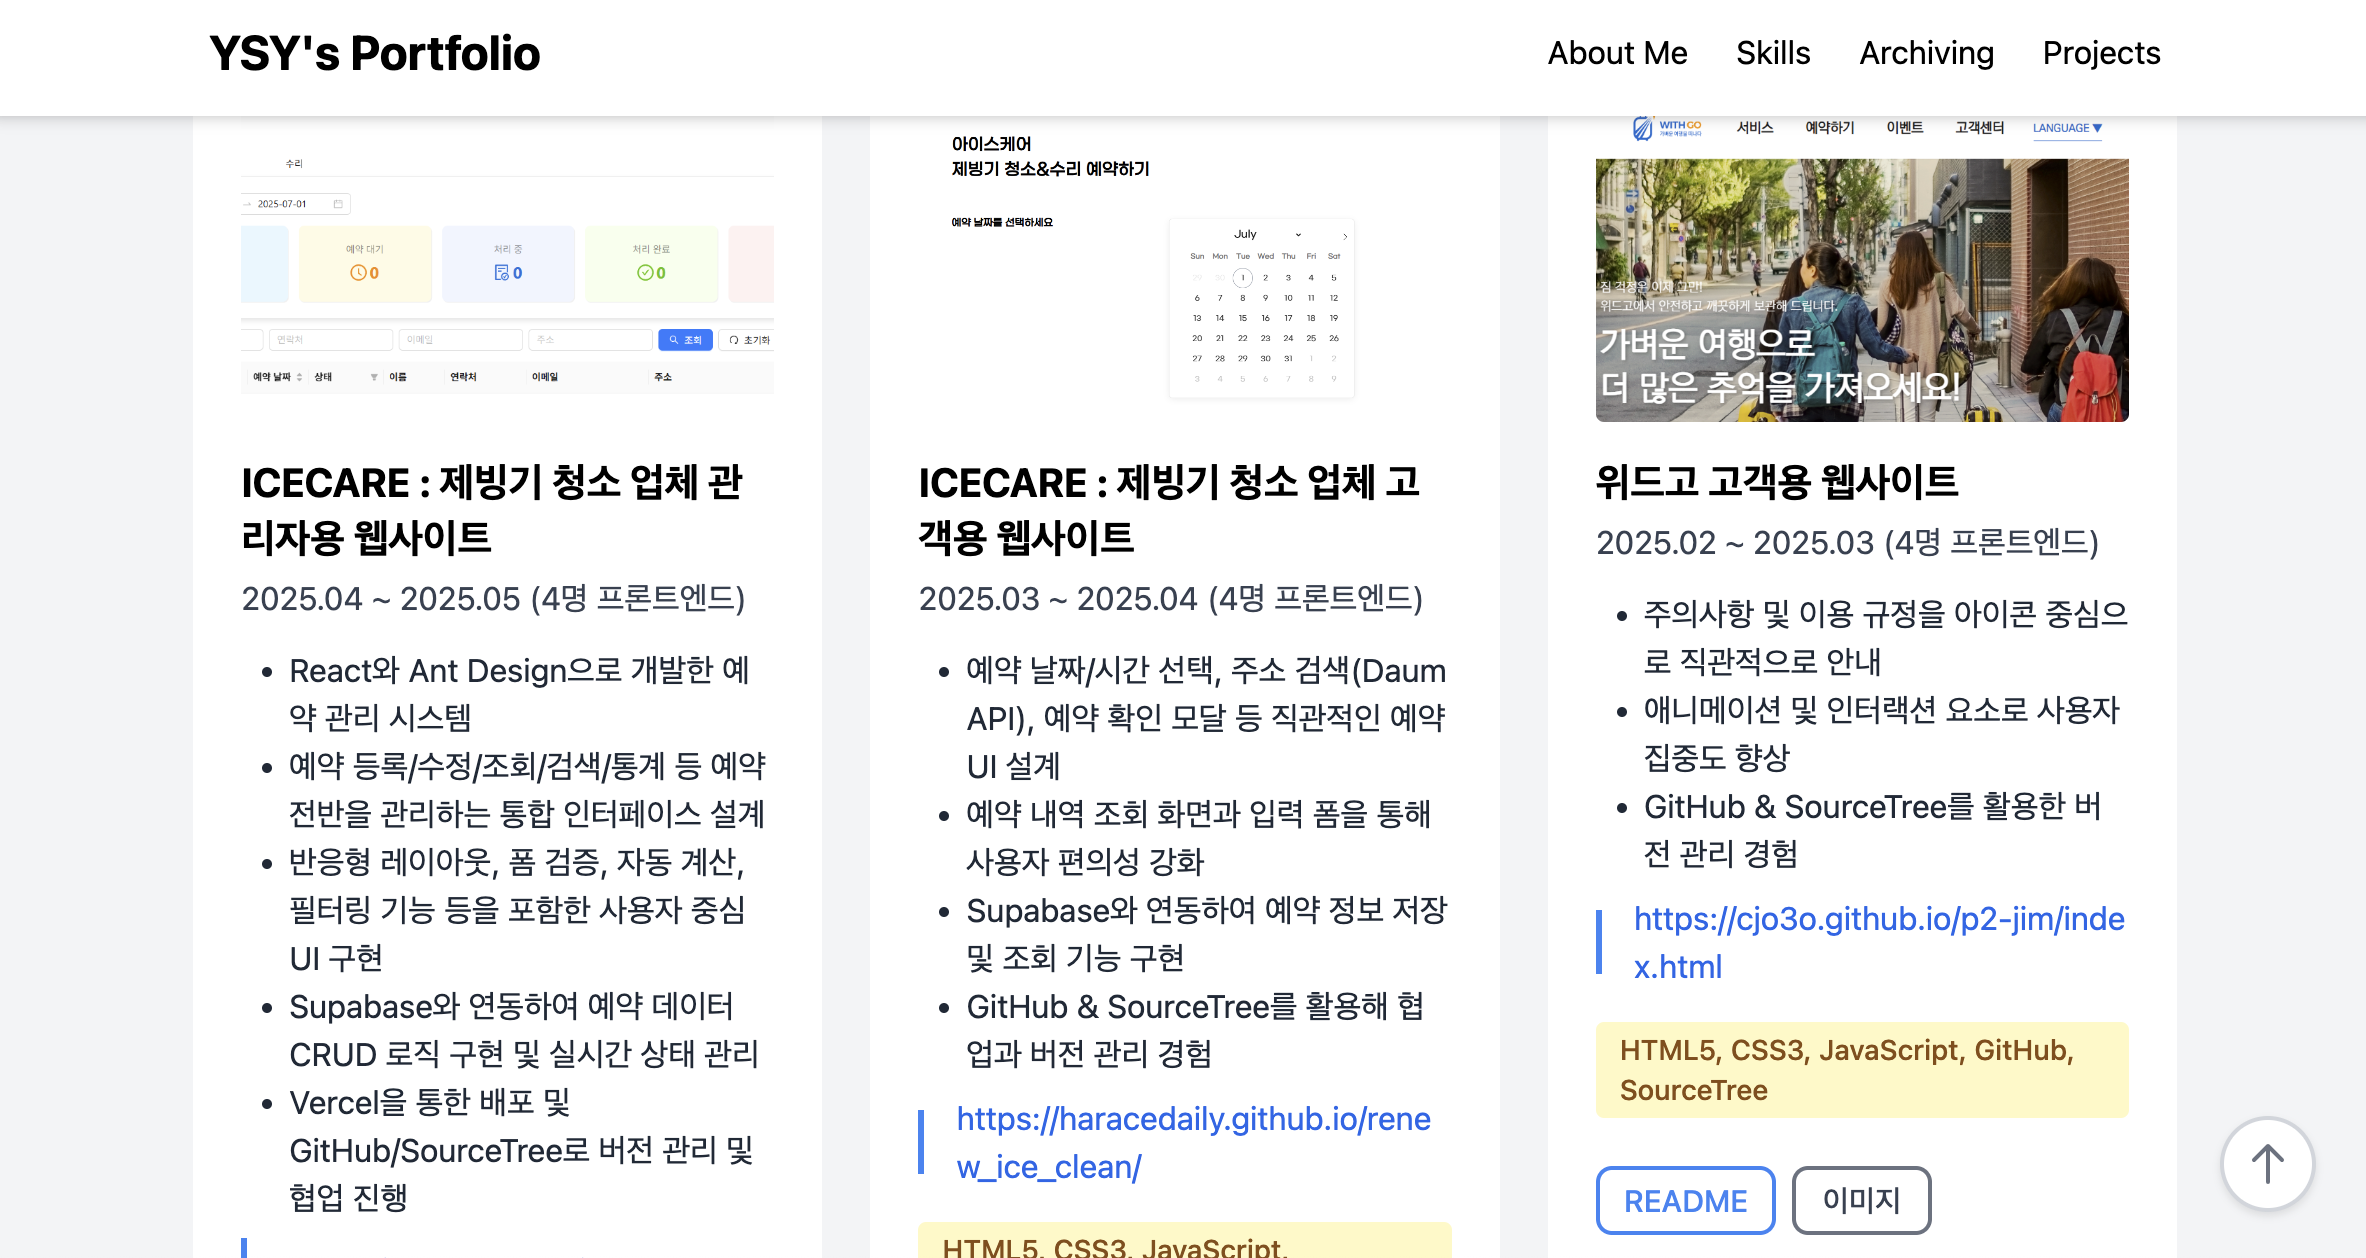 YSY's Portfolio
About Me
Skills
Archiving
Projects
수리
→ 2025-07-01
예약 대기
0
처리 중
0
처리 완료
0
연락처
이메일
주소
조회
초기화
예약 날짜
상태
이름
연락처
이메일
주소
ICECARE : 제빙기 청소 업체 관
리자용 웹사이트
2025.04 ~ 2025.05 (4명 프론트엔드)
• React와 Ant Design으로 개발한 예
약 관리 시스템
• 예약 등록/수정/조회/검색/통계 등 예약
전반을 관리하는 통합 인터페이스 설계
• 반응형 레이아웃, 폼 검증, 자동 계산,
필터링 기능 등을 포함한 사용자 중심
UI 구현
• Supabase와 연동하여 예약 데이터
CRUD 로직 구현 및 실시간 상태 관리
• Vercel을 통한 배포 및
GitHub/SourceTree로 버전 관리 및
협업 진행
아이스케어
제빙기 청소&수리 예약하기
예약 날짜를 선택하세요
July
Sun Mon Tue Wed Thu Fri Sat
29 30 1 2 3 4 5
6 7 8 9 10 11 12
13 14 15 16 17 18 19
20 21 22 23 24 25 26
27 28 29 30 31 1 2
3 4 5 6 7 8 9
ICECARE : 제빙기 청소 업체 고
객용 웹사이트
2025.03 ~ 2025.04 (4명 프론트엔드)
• 예약 날짜/시간 선택, 주소 검색(Daum
API), 예약 확인 모달 등 직관적인 예약
UI 설계
• 예약 내역 조회 화면과 입력 폼을 통해
사용자 편의성 강화
• Supabase와 연동하여 예약 정보 저장
및 조회 기능 구현
• GitHub & SourceTree를 활용해 협
업과 버전 관리 경험
https://haracedaily.github.io/rene
w_ice_clean/
HTML5, CSS3, JavaScript,
WITH GO
서비스
예약하기
이벤트
고객센터
LANGUAGE ▼
짐 걱정은 이제 그만!
위드고에서 안전하고 깨끗하게 보관해 드립니다.
가벼운 여행으로
더 많은 추억을 가져오세요!
위드고 고객용 웹사이트
2025.02 ~ 2025.03 (4명 프론트엔드)
• 주의사항 및 이용 규정을 아이콘 중심으
로 직관적으로 안내
• 애니메이션 및 인터랙션 요소로 사용자
집중도 향상
• GitHub & SourceTree를 활용한 버
전 관리 경험
https://cjo3o.github.io/p2-jim/inde
x.html
HTML5, CSS3, JavaScript, GitHub,
SourceTree
README
이미지